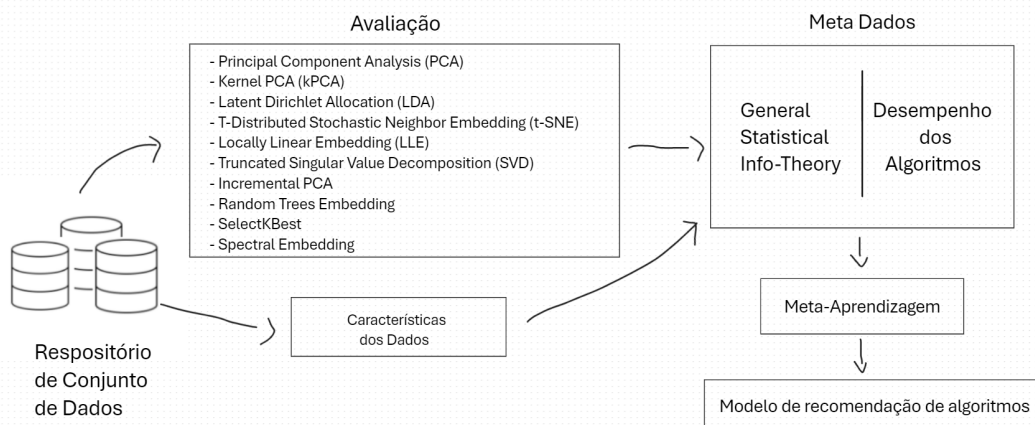 Avaliação
- Principal Component Analysis (PCA)
- Kernel PCA (kPCA)
- Latent Dirichlet Allocation (LDA)
- T-Distributed Stochastic Neighbor Embedding (t-SNE)
- Locally Linear Embedding (LLE)
- Truncated Singular Value Decomposition (SVD)
- Incremental PCA
- Random Trees Embedding
- SelectKBest
- Spectral Embedding
Meta Dados
General
Statistical
Info-Theory
Desempenho
dos
Algoritmos
Respositório
de Conjunto
de Dados
Características
dos Dados
Meta-Aprendizagem
Modelo de recomendação de algoritmos